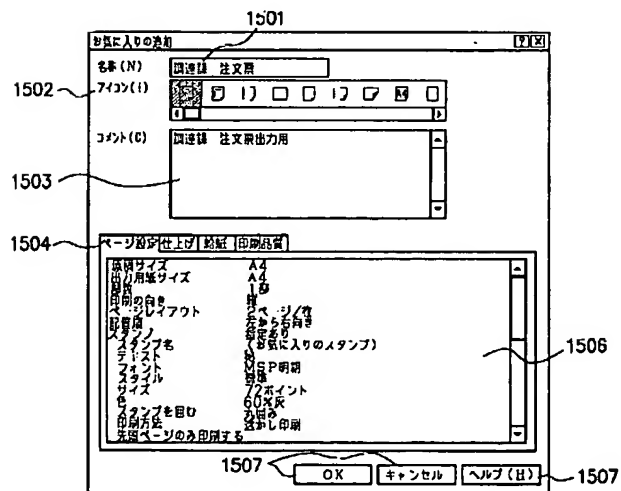 1501
お気に入りの追加
名称(N) 調達課 注文票
1502 アイコン(I)
コメント(C) 調達課 注文票出力用
1503
1504
ページ設定 仕上げ 給紙 印刷品質
原稿サイズ A4
出力用紙サイズ A4
部数 1部
印刷の向き 縦
ページレイアウト 2ページ/枚
配置順 左から右向き
スタンプ 指定あり
スタンプ名 (お気に入りのスタンプ)
テキスト
フォント MSP明朝
スタイル 標準
サイズ 72ポイント
色 60%灰
スタンプを囲む 丸囲み
印刷方法 透かし印刷
先頭ページのみ印刷する
1506
1507 OK キャンセル ヘルプ(H) 1507